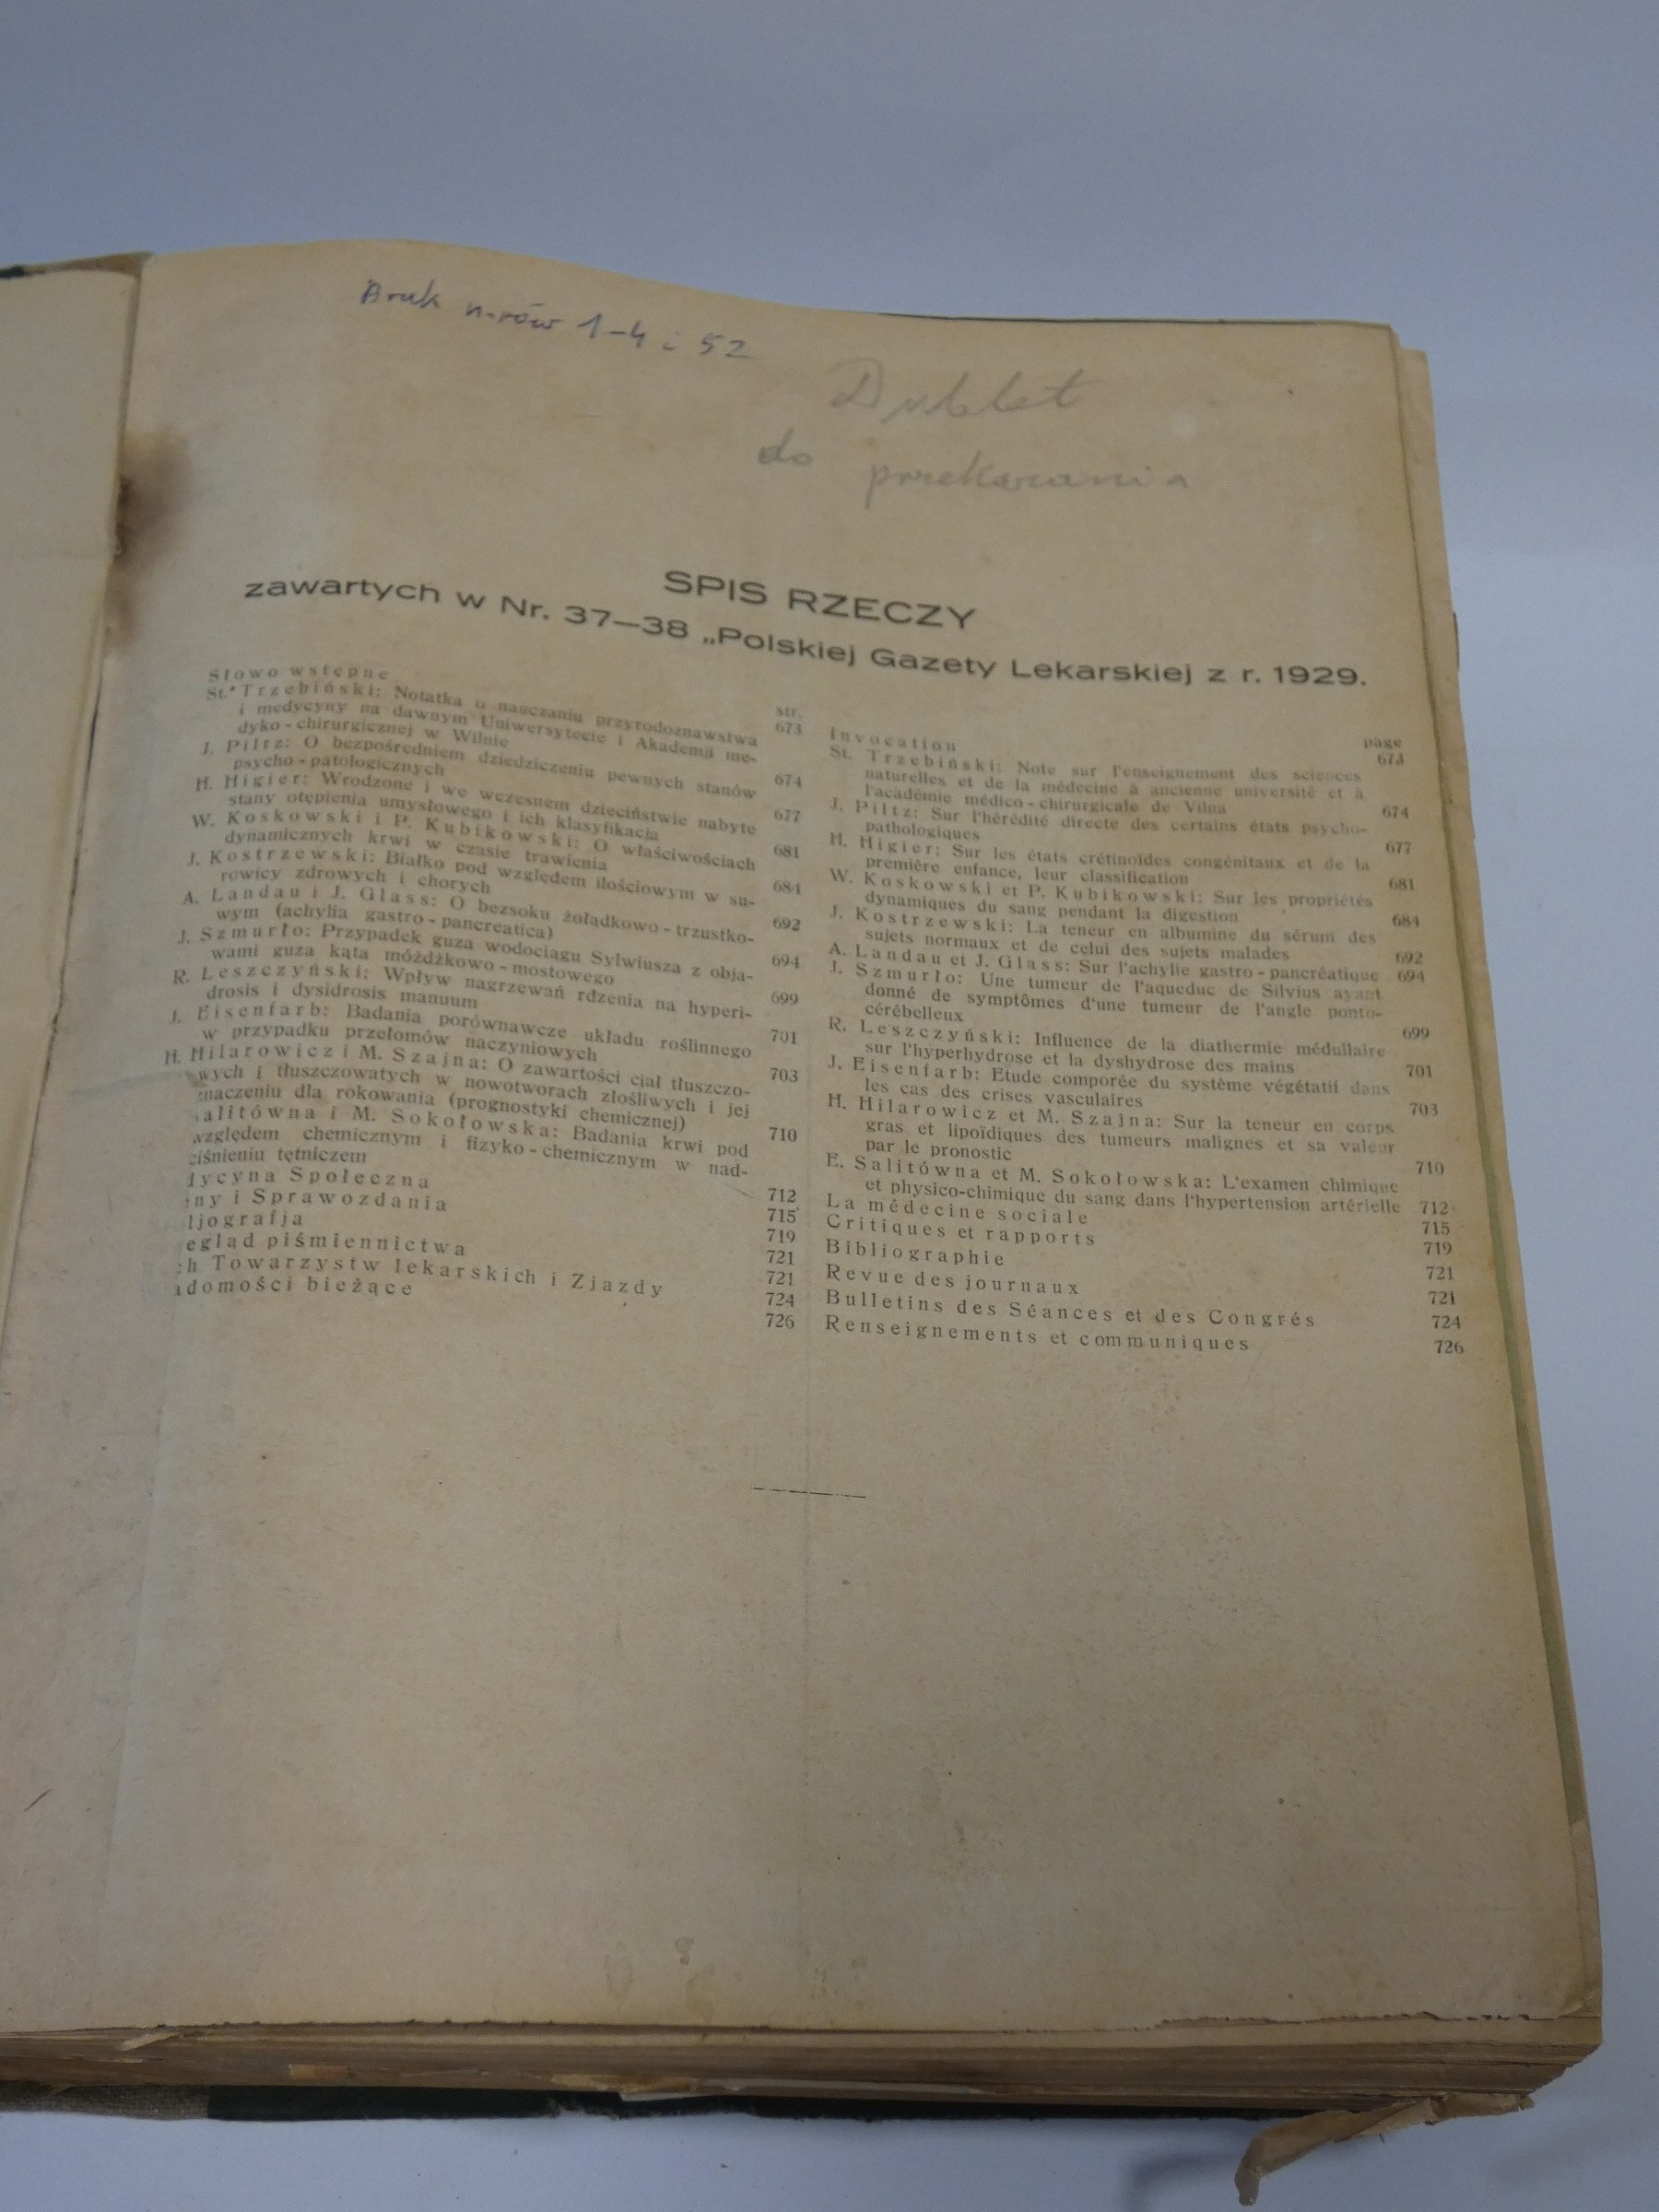 Brak n-rów 1-4 i 52
Dublet
do przekazania
SPIS RZECZY
zawartych w Nr. 37—38 „Polskiej Gazety Lekarskiej z r. 1929.
str.
Słowo wstępne 673
St. Trzebiński: Notatka o nauczaniu przyrodoznawstwa
i medycyny na dawnym Uniwersytecie i Akademji me-
dyko-chirurgicznej w Wilnie 674
J. Piltz: O bezpośredniem dziedziczeniu pewnych stanów
psycho-patologicznych 677
H. Higier: Wrodzone i we wczesnem dzieciństwie nabyte
stany otępienia umysłowego i ich klasyfikacja 681
W. Koskowski i P. Kubikowski: O właściwościach
dynamicznych krwi w czasie trawienia 684
J. Kostrzewski: Białko pod względem ilościowym w su-
rowicy zdrowych i chorych 692
A. Landau i J. Glass: O bezsoku żołądkowo-trzustko-
wym (achylia gastro-pancreatica) 694
J. Szmurło: Przypadek guza wodociągu Sylwiusza z obja-
wami guza kąta móżdżkowo-mostowego 699
R. Leszczyński: Wpływ nagrzewań rdzenia na hyperi-
drosis i dysidrosis manuum 701
J. Eisenfarb: Badania porównawcze układu roślinnego
w przypadku przełomów naczyniowych 703
H. Hilarowicz i M. Szajna: O zawartości ciał tłuszczo-
wych i tłuszczowatych w nowotworach złośliwych i jej
znaczeniu dla rokowania (prognostyki chemicznej) 710
alitówna i M. Sokołowska: Badania krwi pod
względem chemicznym i fizyko-chemicznym w nad-
ciśnieniu tętniczem 712
dycyna Społeczna 715
ny i Sprawozdania 719
ljografja 721
egląd piśmiennictwa 721
ch Towarzystw lekarskich i Zjazdy 724
adomości bieżące 726
page
Invocation 673
St. Trzebiński: Note sur l'enseignement des sciences
naturelles et de la médecine à ancienne université et à
l'académie médico-chirurgicale de Vilna 674
J. Piltz: Sur l'hérédité directe des certains états psycho-
pathologiques 677
H. Higier: Sur les états crétinoïdes congénitaux et de la
première enfance, leur classification 681
W. Koskowski et P. Kubikowski: Sur les propriétés
dynamiques du sang pendant la digestion 684
J. Kostrzewski: La teneur en albumine du sérum des
sujets normaux et de celui des sujets malades 692
A. Landau et J. Glass: Sur l'achylie gastro-pancréatique 694
J. Szmurło: Une tumeur de l'aqueduc de Silvius ayant
donné de symptômes d'une tumeur de l'angle ponto-
cérébelleux 699
R. Leszczyński: Influence de la diathermie médullaire
sur l'hyperhydrose et la dyshydrose des mains 701
J. Eisenfarb: Etude comporée du système végétatif dans
les cas des crises vasculaires 703
H. Hilarowicz et M. Szajna: Sur la teneur en corps
gras et lipoïdiques des tumeurs malignes et sa valeur
par le pronostic 710
E. Salitówna et M. Sokołowska: L'examen chimique
et physico-chimique du sang dans l'hypertension artérielle 712
La médecine sociale 715
Critiques et rapports 719
Bibliographie 721
Revue des journaux 721
Bulletins des Séances et des Congrés 724
Renseignements et communiques 726